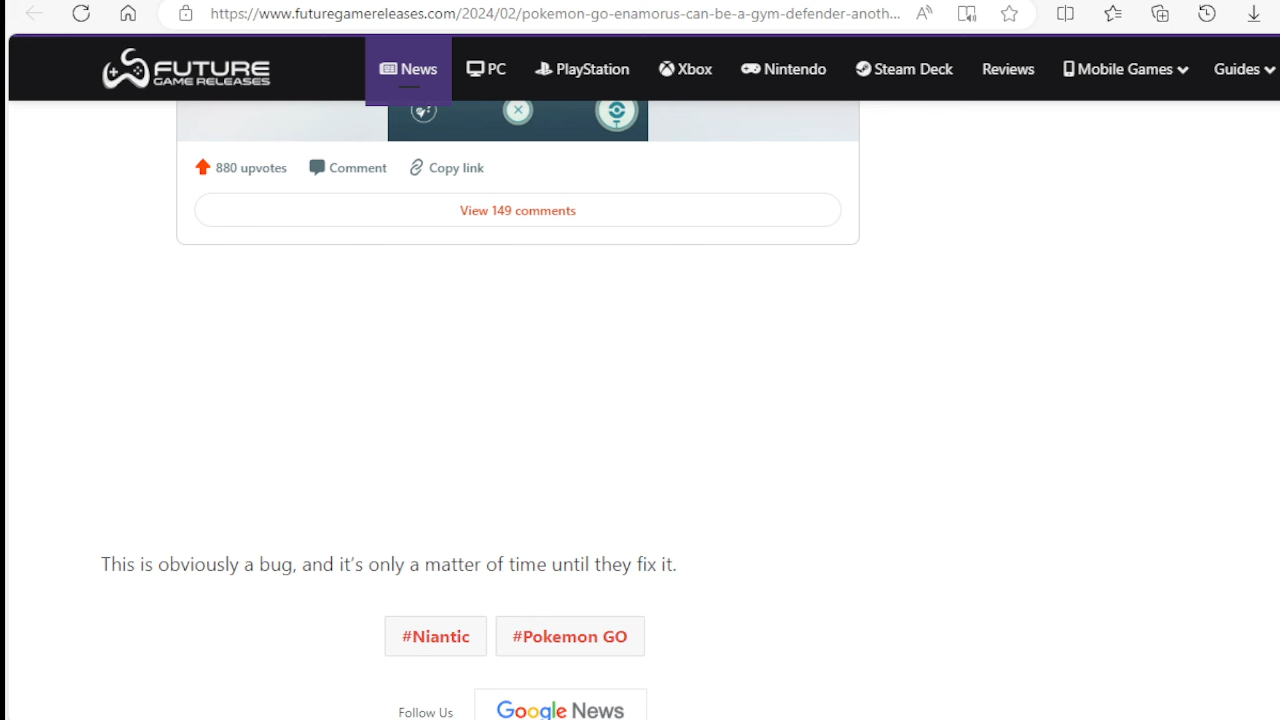 https://www.futuregamereleases.com/2024/02/pokemon-go-enamorus-can-be-a-gym-defender-anoth...
FUTURE
GAME RELEASES
News
PC
PlayStation
Xbox
Nintendo
Steam Deck
Reviews
Mobile Games
Guides
880 upvotes
Comment
Copy link
View 149 comments
This is obviously a bug, and it’s only a matter of time until they fix it.
#Niantic
#Pokemon GO
Follow Us
Google News